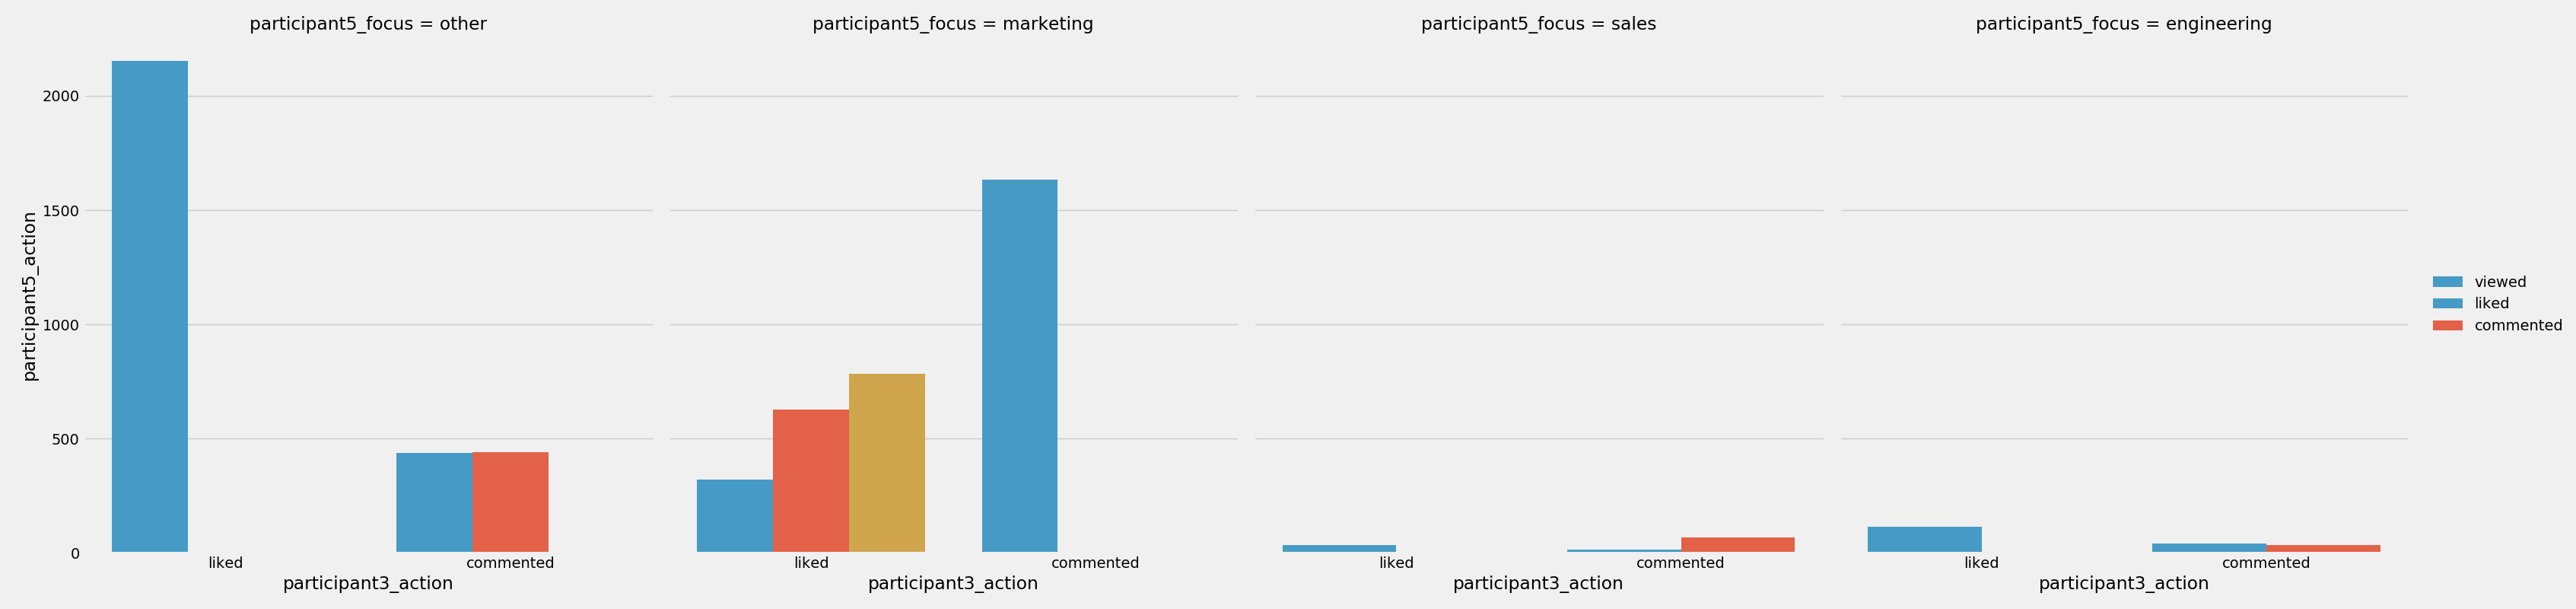 participant5_focus = other
participant5_focus = marketing
participant5_focus = sales
participant5_focus = engineering
participant5_action
2000
1500
1000
500
0
liked
commented
liked
commented
liked
commented
liked
commented
participant3_action
participant3_action
participant3_action
participant3_action
viewed
liked
commented